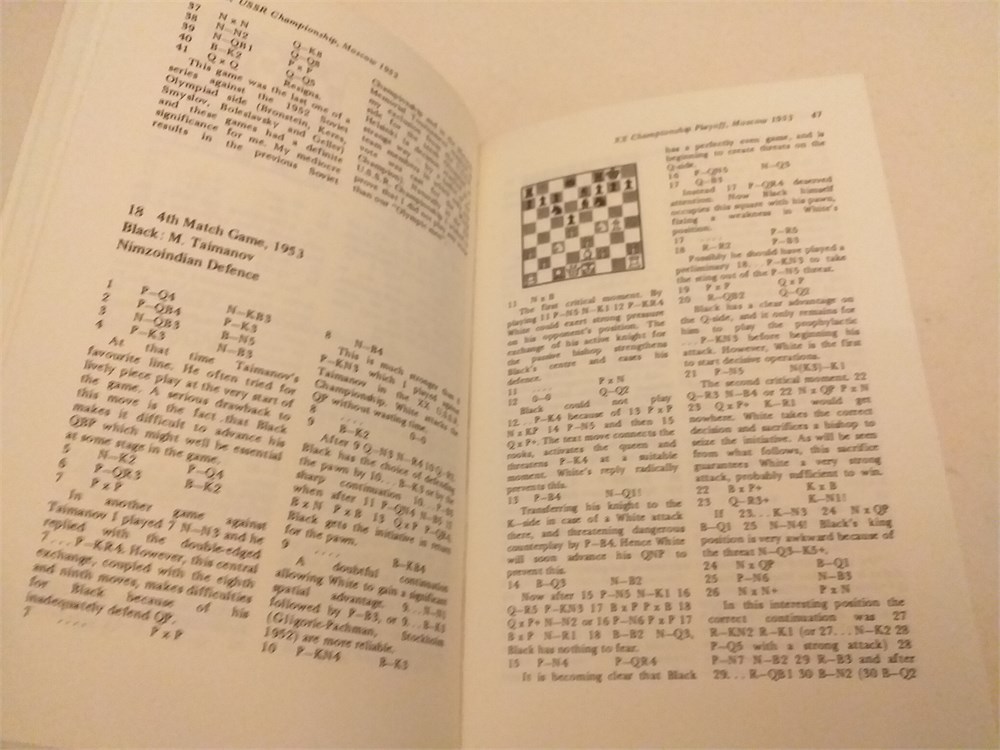 USSR Championship, Moscow 1953
37 N×N Q–K8
38 N–N2 Q–Q8
39 N–QB1 P×P
40 B–K2 Q–Q5
41 Q×Q Resigns.
This game was the last one of a
series against the 1952 Soviet
Olympiad side (Bronstein, Keres,
Smyslov, Boleslavsky and Geller)
and these games had a definite
significance for me. My mediocre
results in the previous Soviet
18 4th Match Game, 1953
Black: M. Taimanov
Nimzoindian Defence
1 P–Q4 N–KB3
2 P–QB4 P–K3
3 N–QB3 B–N5
4 P–K3 N–B3
At that time Taimanov's
favourite line. He often tried for
lively piece play at the very start of
the game. A serious drawback to
this move is the fact that Black
makes it difficult to advance his
QBP which might well be essential
at some stage in the game.
5 N–K2 P–Q4
6 P–QR3 B–K2
7 P×P
In another game against
Taimanov I played 7 N–N3 and he
replied with the double-edged
7 . . . P–KR4. However, this central
exchange, coupled with the eighth
and ninth moves, makes difficulties
for Black because of his
inadequately defend QP.
7 . . . . P×P
8 N–B4
This is much stronger than
P–KN3 which I played against
Taimanov in the XX U.S.S.R.
Championship. White attacks the
QP without wasting time.
8 0–0
9 B–K2
Black has the choice of defending
the pawn by 10. . . B–K3 or by the
sharp continuation
when after 11 P–QN4 N–B5 12
B×N P×B 13 Q×P P–QR4,
Black gets the initiative in return
for the pawn.
9 . . . . B–KB4
A doubtful continuation
allowing White to gain a significant
spatial advantage. 9. . . N–R4
followed by P–B3, or 9. . . B–K3
(Gligoric-Pachman, Stockholm
1952) are more reliable.
10 P–KN4 B–K3
XX Championship Playoff, Moscow 1953 47
11 N×B
The first critical moment. By
playing 11 P–N5 N–K1 12 P–KR4
White could exert strong pressure
on his opponent's position. The
exchange of his active knight for
the passive bishop strengthens
Black's centre and eases his
defence.
11 . . . . P×N
12 0–0 Q–Q2
Black could not play
12. . . P–K4 because of 13 P×P
N×KP 14 P–N5 and then 15
Q×P+. The text move connects the
rooks, activates the queen and
threatens P–K4 at a suitable
moment. White's reply radically
prevents this.
13 P–B4 N–Q1!
Transferring his knight to the
K-side in case of a White attack
there, and threatening dangerous
counterplay by P–B4. Hence White
will soon advance his QNP to
prevent this.
14 B–Q3 N–B2
Now after 15 P–N5 N–K1 16
Q–R5 P–KN3 17 B×P P×B 18
Q×P+ N–N2 or 16 P–N6 P×P 17
B×P N–R1 18 B–B2 N–Q3,
Black has nothing to fear.
15 P–N4 P–QR4
It is becoming clear that Black
has a perfectly even game, and is
beginning to create threats on the
Q-side.
16 P–QN5 N–Q3
17 Q–B3
Instead 17 P–QR4 deserved
attention. Now Black himself
occupies this square with his pawn,
fixing a weakness in White's
position.
17 . . . . P–R5
18 R–R2 P–B3
Possibly he should have played a
preliminary 18. . . P–KN3 to take
the sting out of the P–N5 threat.
19 P×P Q×P
20 R–QB2 Q–Q2
Black has a clear advantage on
the Q-side, and it only remains for
him to play the prophylactic
. . . P–KN3 before beginning his
attack. However, White is the first
to start decisive operations.
21 P–N5 N(K3)–K1
The second critical moment. 22
Q–R3 N–B4 or 22 N×QP P×N
23 Q×P+ K–R1 would get
nowhere. White takes the correct
decision and sacrifices a bishop to
seize the initiative. As will be seen
from what follows, this sacrifice
guarantees White a very strong
attack, probably sufficient to win.
22 B×P+ K×B
23 Q–R3+ K–N1!
If 23. . . K–N3 24 N×QP
B–Q1 25 N–N4! Black's king
position is very awkward because of
the threat N–Q3–K5+.
24 N×QP B–Q1
25 P–N6 N–B3
26 N×N+ P×N
In this interesting position the
correct continuation was 27
R–KN2 R–K1 (or 27. . . N–K2 28
P–Q5 with a strong attack) 28
P–N7 N–B2 29 R–B3 and after
29. . . R–QB1 30 B–N2 (30 B–Q2